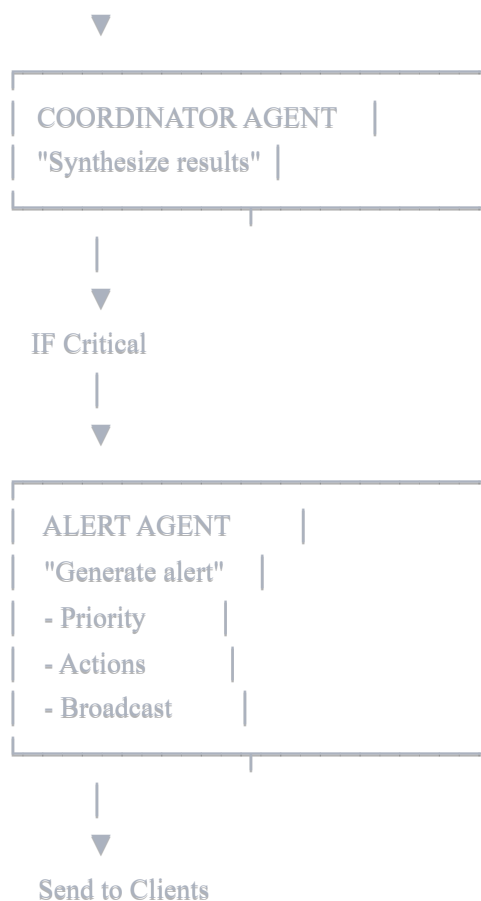 COORDINATOR AGENT
"Synthesize results"
IF Critical
ALERT AGENT
"Generate alert"
- Priority
- Actions
- Broadcast
Send to Clients